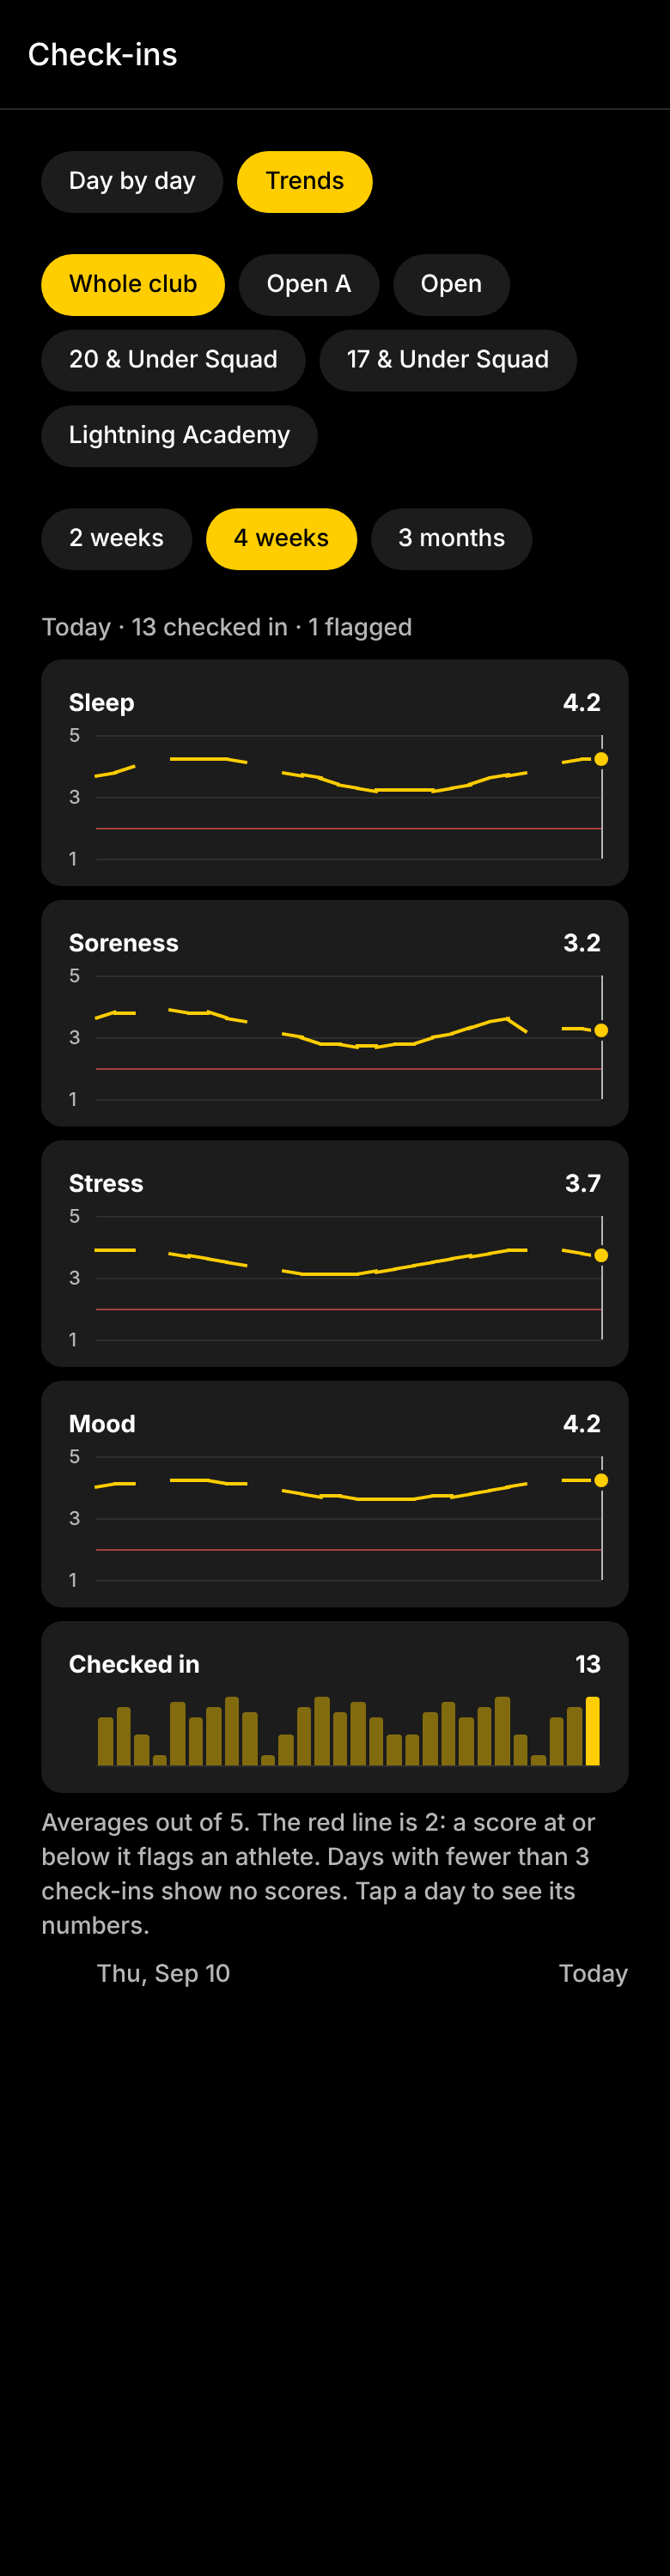 Check-ins
Day by day
Trends
Whole club
Open A
Open
20 & Under Squad
17 & Under Squad
Lightning Academy
2 weeks
4 weeks
3 months
Today · 13 checked in · 1 flagged
Sleep
4.2
5
3
1
Soreness
3.2
5
3
1
Stress
3.7
5
3
1
Mood
4.2
5
3
1
Checked in
13
Averages out of 5. The red line is 2: a score at or
below it flags an athlete. Days with fewer than 3
check-ins show no scores. Tap a day to see its
numbers.
Thu, Sep 10
Today